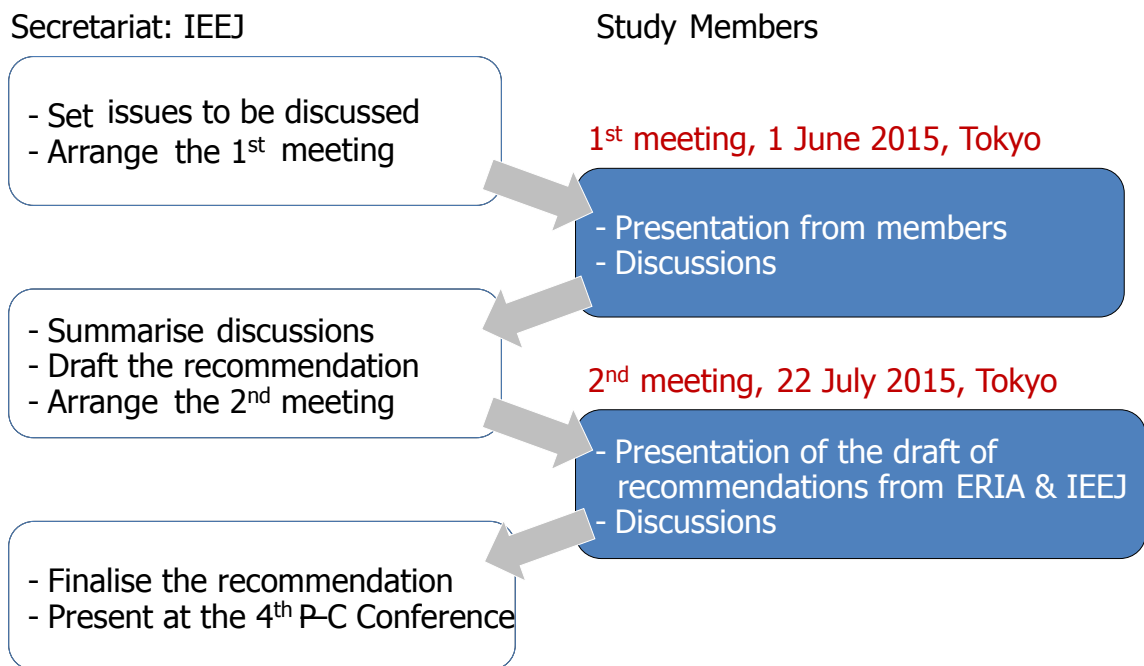 Secretariat: IEEJ
Study Members
- Set issues to be discussed
- Arrange the 1st meeting
1st meeting, 1 June 2015, Tokyo
- Presentation from members
- Discussions
- Summarise discussions
- Draft the recommendation
- Arrange the 2nd meeting
2nd meeting, 22 July 2015, Tokyo
- Presentation of the draft of
recommendations from ERIA & IEEJ
- Discussions
- Finalise the recommendation
- Present at the 4th P-C Conference